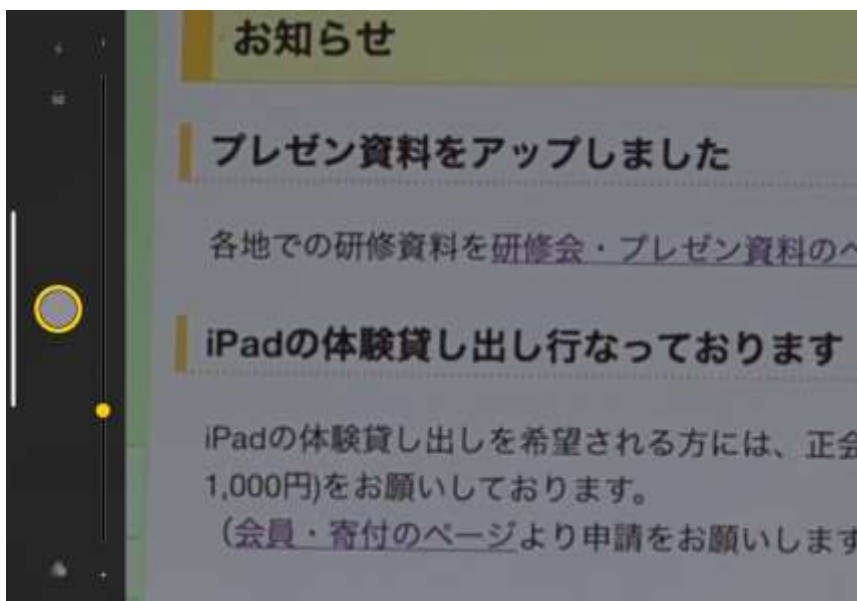 お知らせ
プレゼン資料をアップしました
各地での研修資料を研修会・プレゼン資料のペ
iPadの体験貸し出し行なっております
iPadの体験貸し出しを希望される方には、正会
1,000円)をお願いしております。
（会員・寄付のページより申請をお願いします